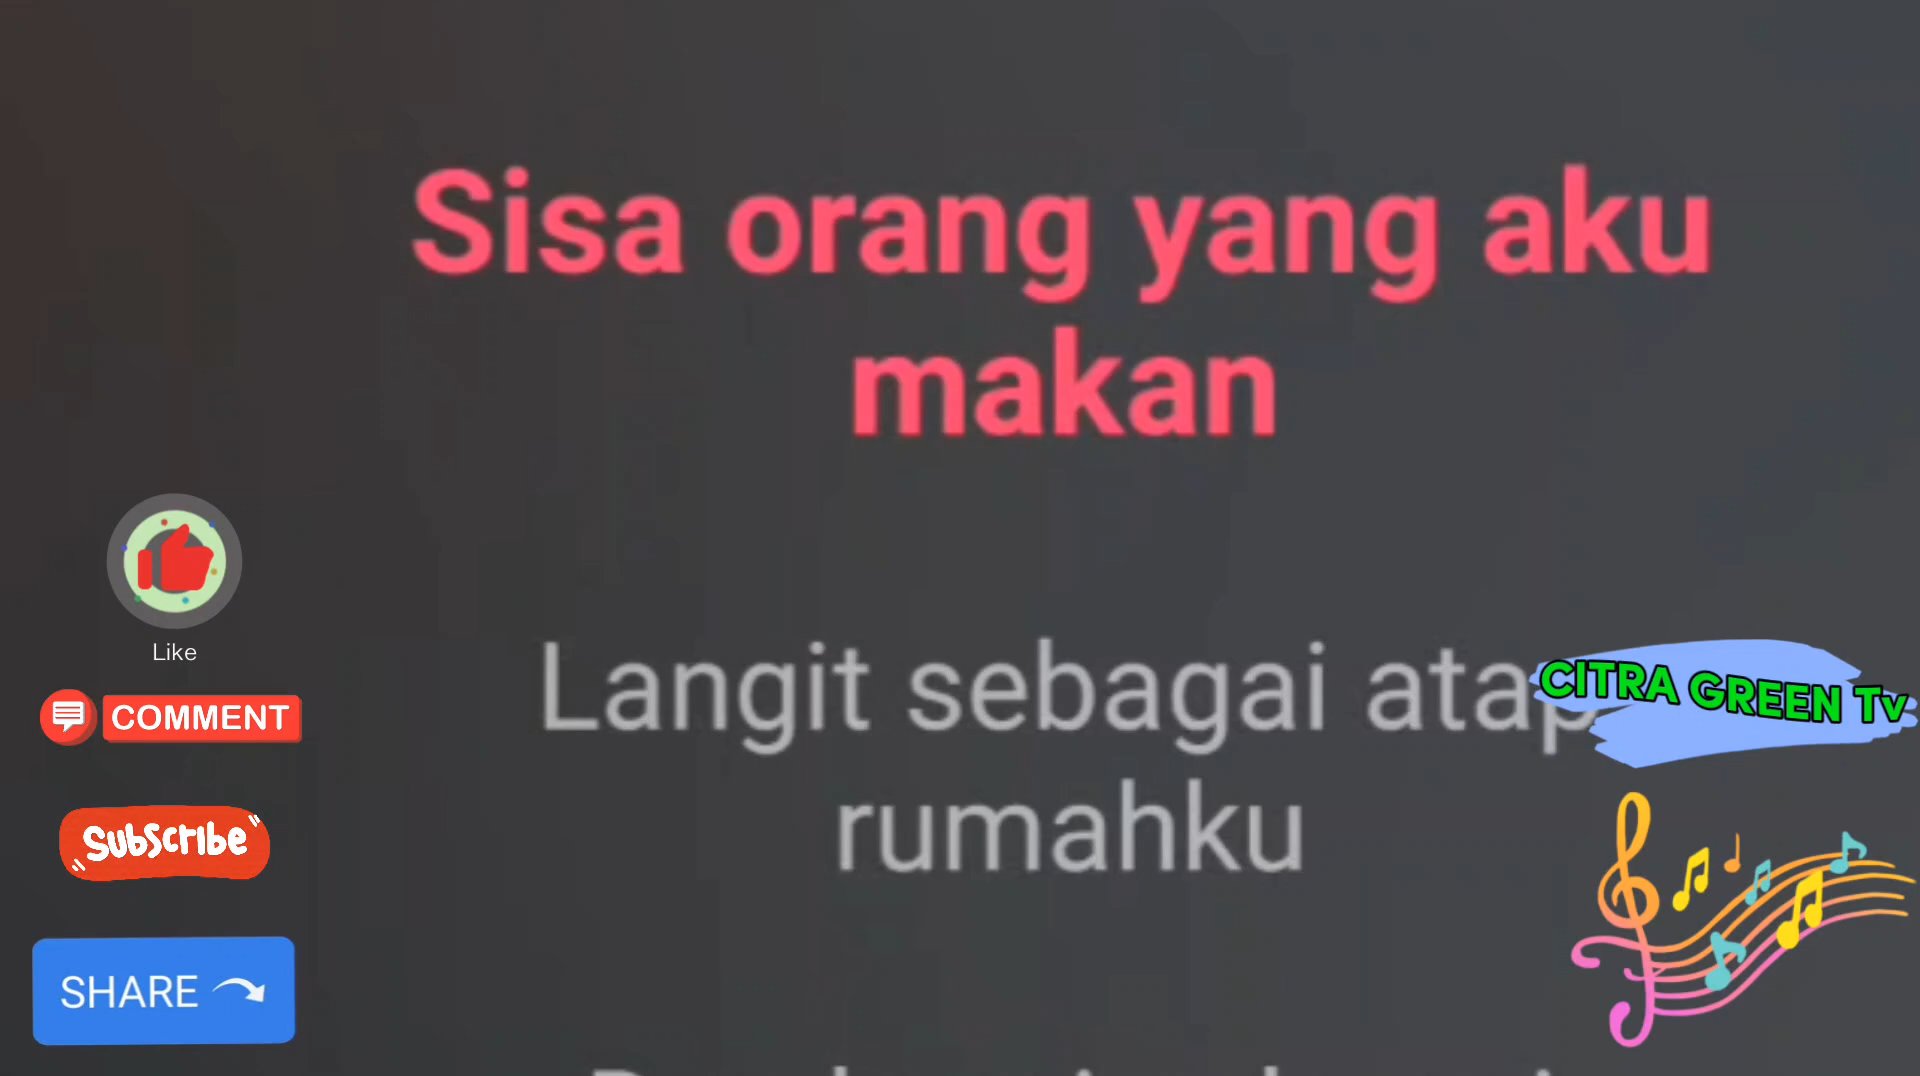 Sisa orang yang aku
makan
Langit sebagai atap
rumahku
Like
COMMENT
Subscribe
SHARE
CITRA GREEN Tv